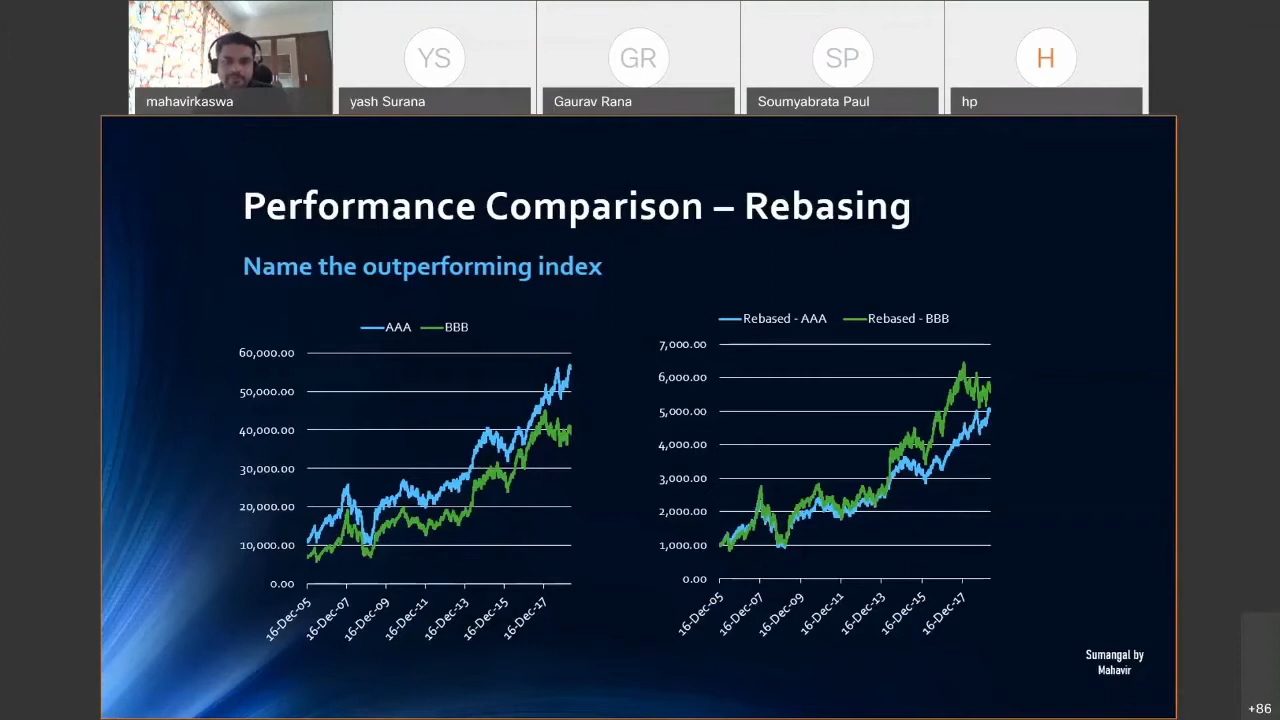 YS
GR
SP
H
mahavirkaswa
yash Surana
Gaurav Rana
Soumyabrata Paul
hp
Performance Comparison – Rebasing
Name the outperforming index
AAA BBB
60,000.00
50,000.00
40,000.00
30,000.00
20,000.00
10,000.00
0.00
16-Dec-05
16-Dec-07
16-Dec-09
16-Dec-11
16-Dec-13
16-Dec-15
16-Dec-17
Rebased - AAA Rebased - BBB
7,000.00
6,000.00
5,000.00
4,000.00
3,000.00
2,000.00
1,000.00
0.00
16-Dec-05
16-Dec-07
16-Dec-09
16-Dec-11
16-Dec-13
16-Dec-15
16-Dec-17
Sumangal by
Mahavir
+86